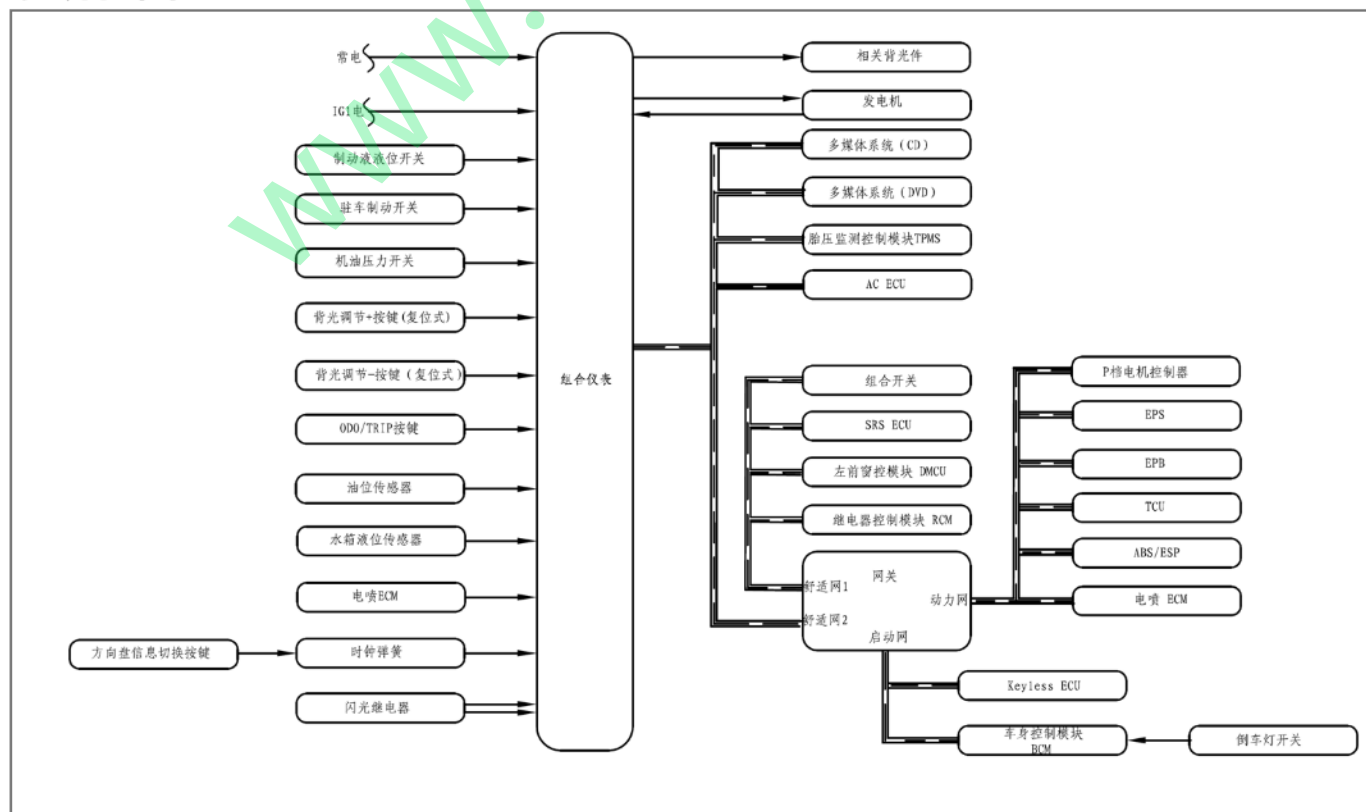 www.
常电
IG1电
制动液液位开关
驻车制动开关
机油压力开关
背光调节+按键(复位式)
背光调节-按键(复位式)
ODO/TRIP按键
油位传感器
水箱液位传感器
电喷ECM
方向盘信息切换按键
时钟弹簧
闪光继电器
组合仪表
相关背光件
发电机
多媒体系统(CD)
多媒体系统(DVD)
胎压监测控制模块TPMS
AC ECU
组合开关
SRS ECU
左前窗控模块 DMCU
继电器控制模块 RCM
网关
舒适网1
动力网
舒适网2
启动网
P档电机控制器
EPS
EPB
TCU
ABS/ESP
电喷 ECM
Keyless ECU
车身控制模块
BCM
倒车灯开关